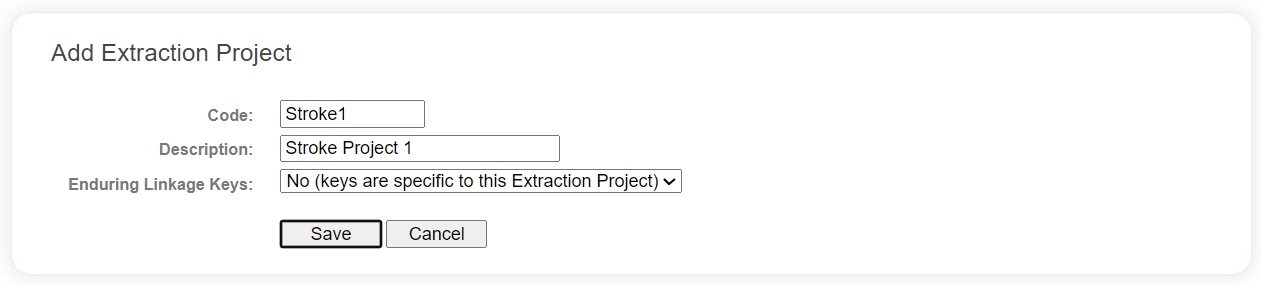 Add Extraction Project
Code: Stroke1
Description: Stroke Project 1
Enduring Linkage Keys: No (keys are specific to this Extraction Project)
Save Cancel